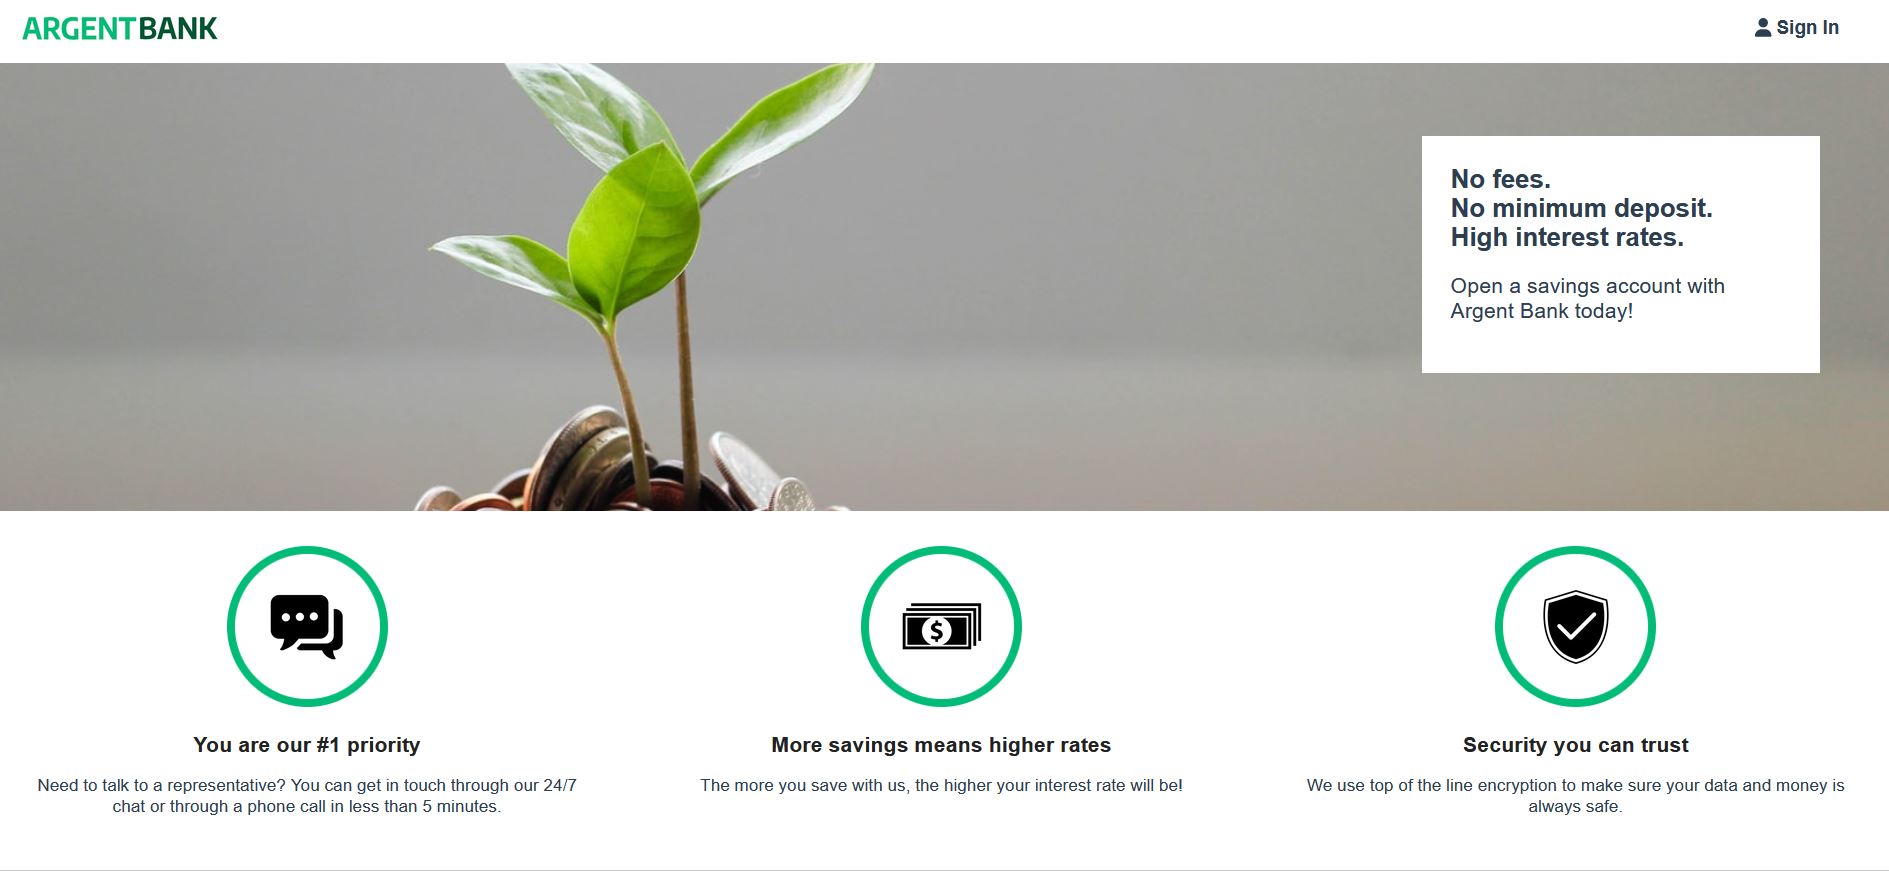 ARGENTBANK
Sign In
No fees.
No minimum deposit.
High interest rates.
Open a savings account with
Argent Bank today!
You are our #1 priority
Need to talk to a representative? You can get in touch through our 24/7
chat or through a phone call in less than 5 minutes.
$
More savings means higher rates
The more you save with us, the higher your interest rate will be!
Security you can trust
We use top of the line encryption to make sure your data and money is
always safe.